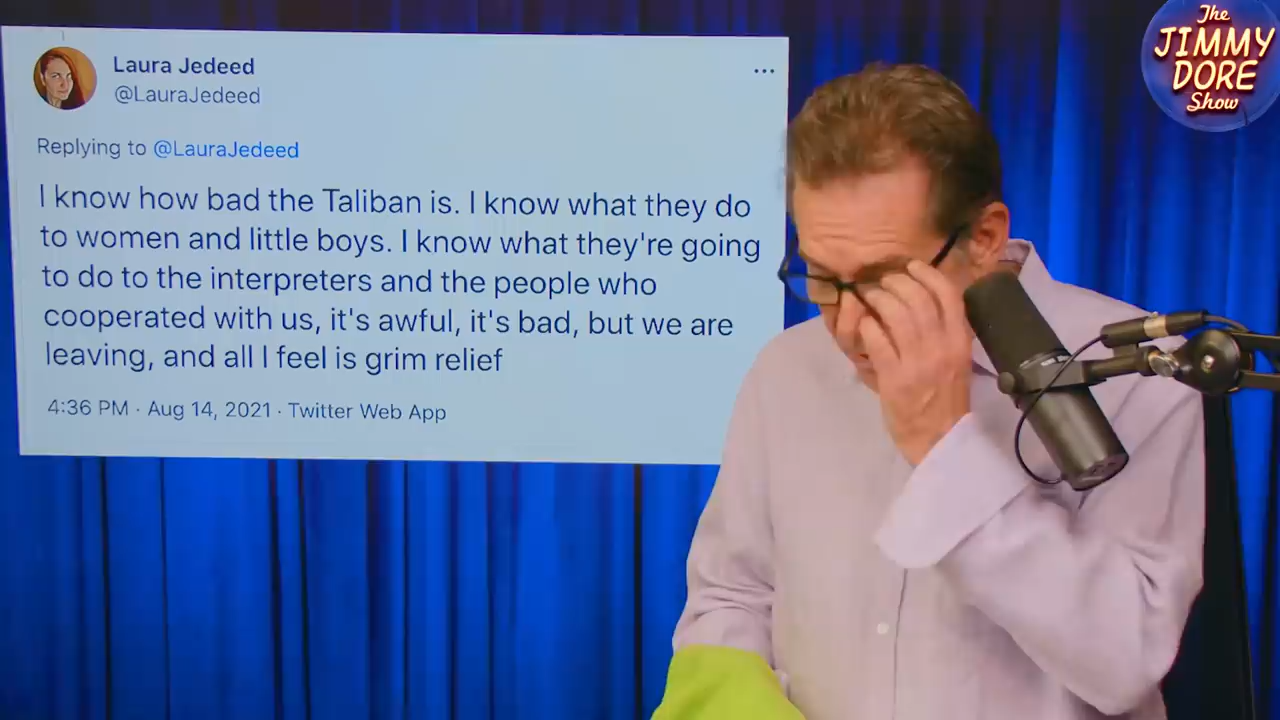 Laura Jedeed
@LauraJedeed
Replying to @LauraJedeed
I know how bad the Taliban is. I know what they do
to women and little boys. I know what they're going
to do to the interpreters and the people who
cooperated with us, it's awful, it's bad, but we are
leaving, and all I feel is grim relief
4:36 PM · Aug 14, 2021 · Twitter Web App
The
JIMMY
DORE
Show